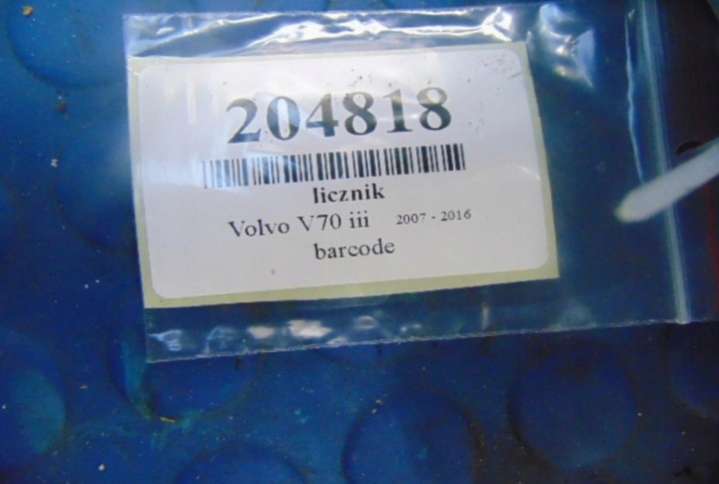 204818
licznik
Volvo V70 iii 2007 - 2016
barcode